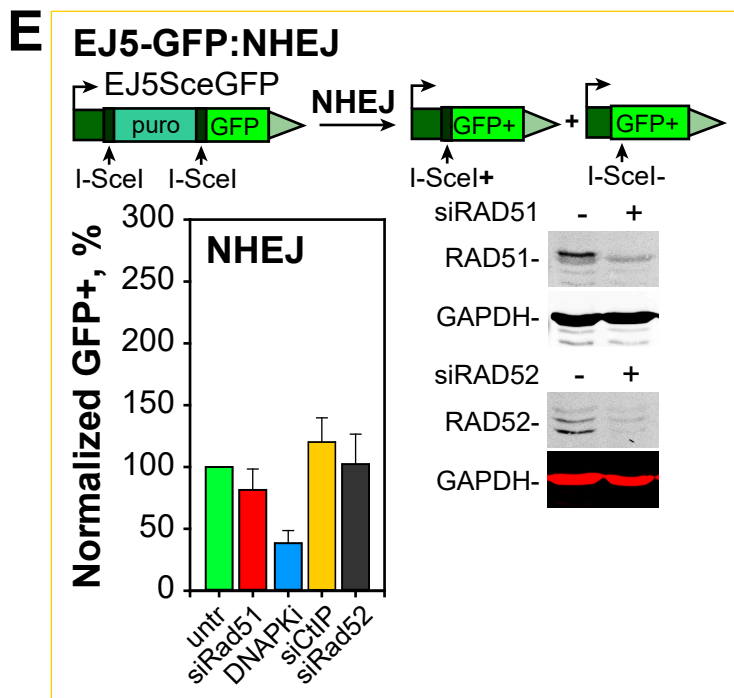 E
EJ5-GFP:NHEJ
EJ5SceGFP
puro
GFP
NHEJ
GFP+
+
GFP+
I-SceI
I-SceI
I-SceI+
I-SceI-
Normalized GFP+, %
300
250
200
150
100
50
0
NHEJ
untr
siRad51
DNAPKi
siCtIP
siRad52
siRAD51 - +
RAD51-
GAPDH-
siRAD52 - +
RAD52-
GAPDH-